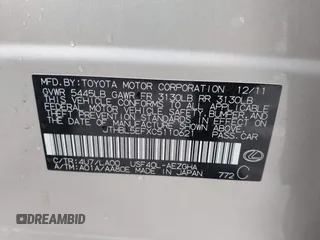 MFD. BY: TOYOTA MOTOR CORPORATION 12/11
GVWR 5445LB GAWR FR 3130LB RR 3130LB
THIS VEHICLE CONFORMS TO ALL APPLICABLE
FEDERAL MOTOR VEHICLE SAFETY, BUMPER, AND
THEFT PREVENTION STANDARDS IN EFFECT ON
THE DATE OF MANUFACTURE SHOWN ABOVE.
PASS.CAR
C/TR: 4U7/LA00 USF40L-AEZGHA
A/TM: A01A/AA80E MADE IN JAPAN 772 C
DREAMBID.COM